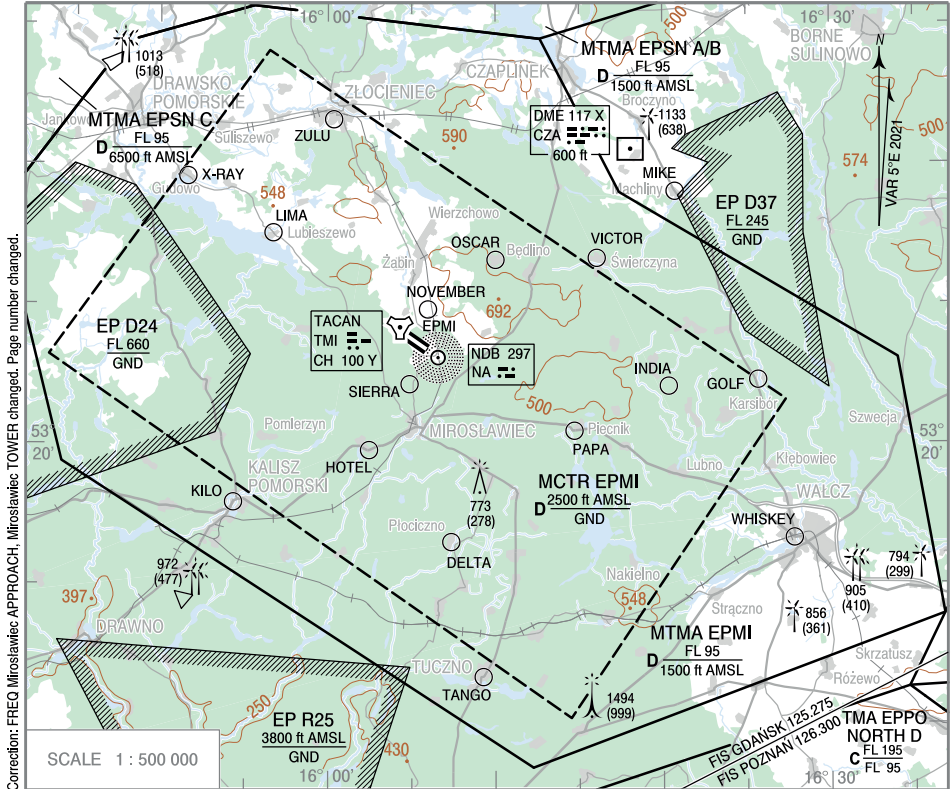 16°00'
16°30'
1013
(518)
DRAWSKO
POMORSKIE
Jankowo
MTMA EPSN C
D FL 95
6500 ft AMSL
Suliszewo
ZŁOCIENIEC
ZULU
CZAPLINEK
500
MTMA EPSN A/B
D FL 95
1500 ft AMSL
Broczyno
BORNE
SULINOWO
N
VAR 5°E 2021
DME 117 X
CZA
600 ft
1133
(638)
590
500
574
Gudowo
X-RAY
548
LIMA
Lubieszewo
Wierzchowo
Machliny
MIKE
EP D37
FL 245
GND
OSCAR
Będlino
VICTOR
Świerczyna
Żabin
NOVEMBER
EPMI
692
EP D24
FL 660
GND
TACAN
TMI
CH 100 Y
NDB 297
NA
SIERRA
INDIA
GOLF
Karsibór
500
Szwecja
Pomierzyn
MIROSŁAWIEC
Piecnik
PAPA
53°
20'
53°
20'
HOTEL
KALISZ
POMORSKI
KILO
Lubno
Kłębowiec
WAŁCZ
MCTR EPMI
D 2500 ft AMSL
GND
773
(278)
WHISKEY
Płociczno
DELTA
972
(477)
794
(299)
905
(410)
397
Nakielno
548
Strączno
856
(361)
DRAWNO
MTMA EPMI
D FL 95
1500 ft AMSL
Skrzatusz
Różewo
TUCZNO
TANGO
1494
(999)
250
EP R25
3800 ft AMSL
GND
430
FIS GDAŃSK 125.275
FIS POZNAŃ 126.300
TMA EPPO
NORTH D
C FL 195
FL 95
SCALE 1 : 500 000
16°00'
16°30'
Correction: FREQ Mirosławiec APPROACH, Mirosławiec TOWER changed. Page number changed.